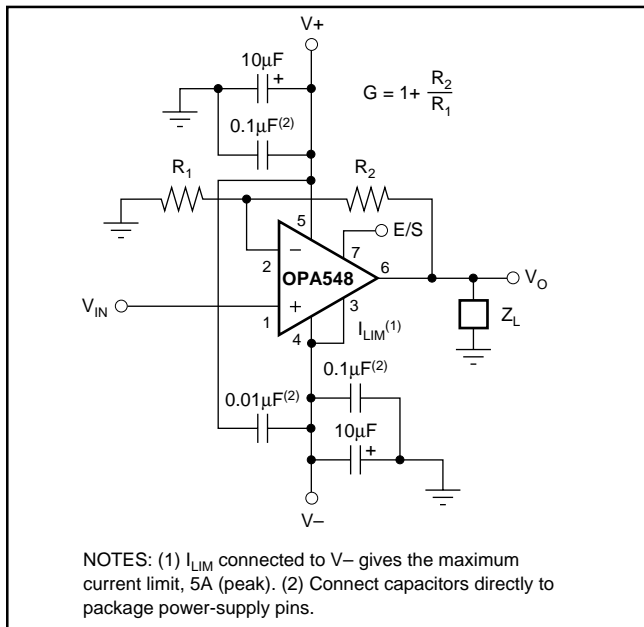 V+
10µF
+
G = 1+ R2/R1
0.1µF(2)
R1
R2
5
E/S
7
–
2
OPA548
6
VO
VIN
+
1
3
4
ILIM(1)
ZL
0.1µF(2)
0.01µF(2)
10µF
+
V–
NOTES: (1) ILIM connected to V– gives the maximum
current limit, 5A (peak). (2) Connect capacitors directly to
package power-supply pins.